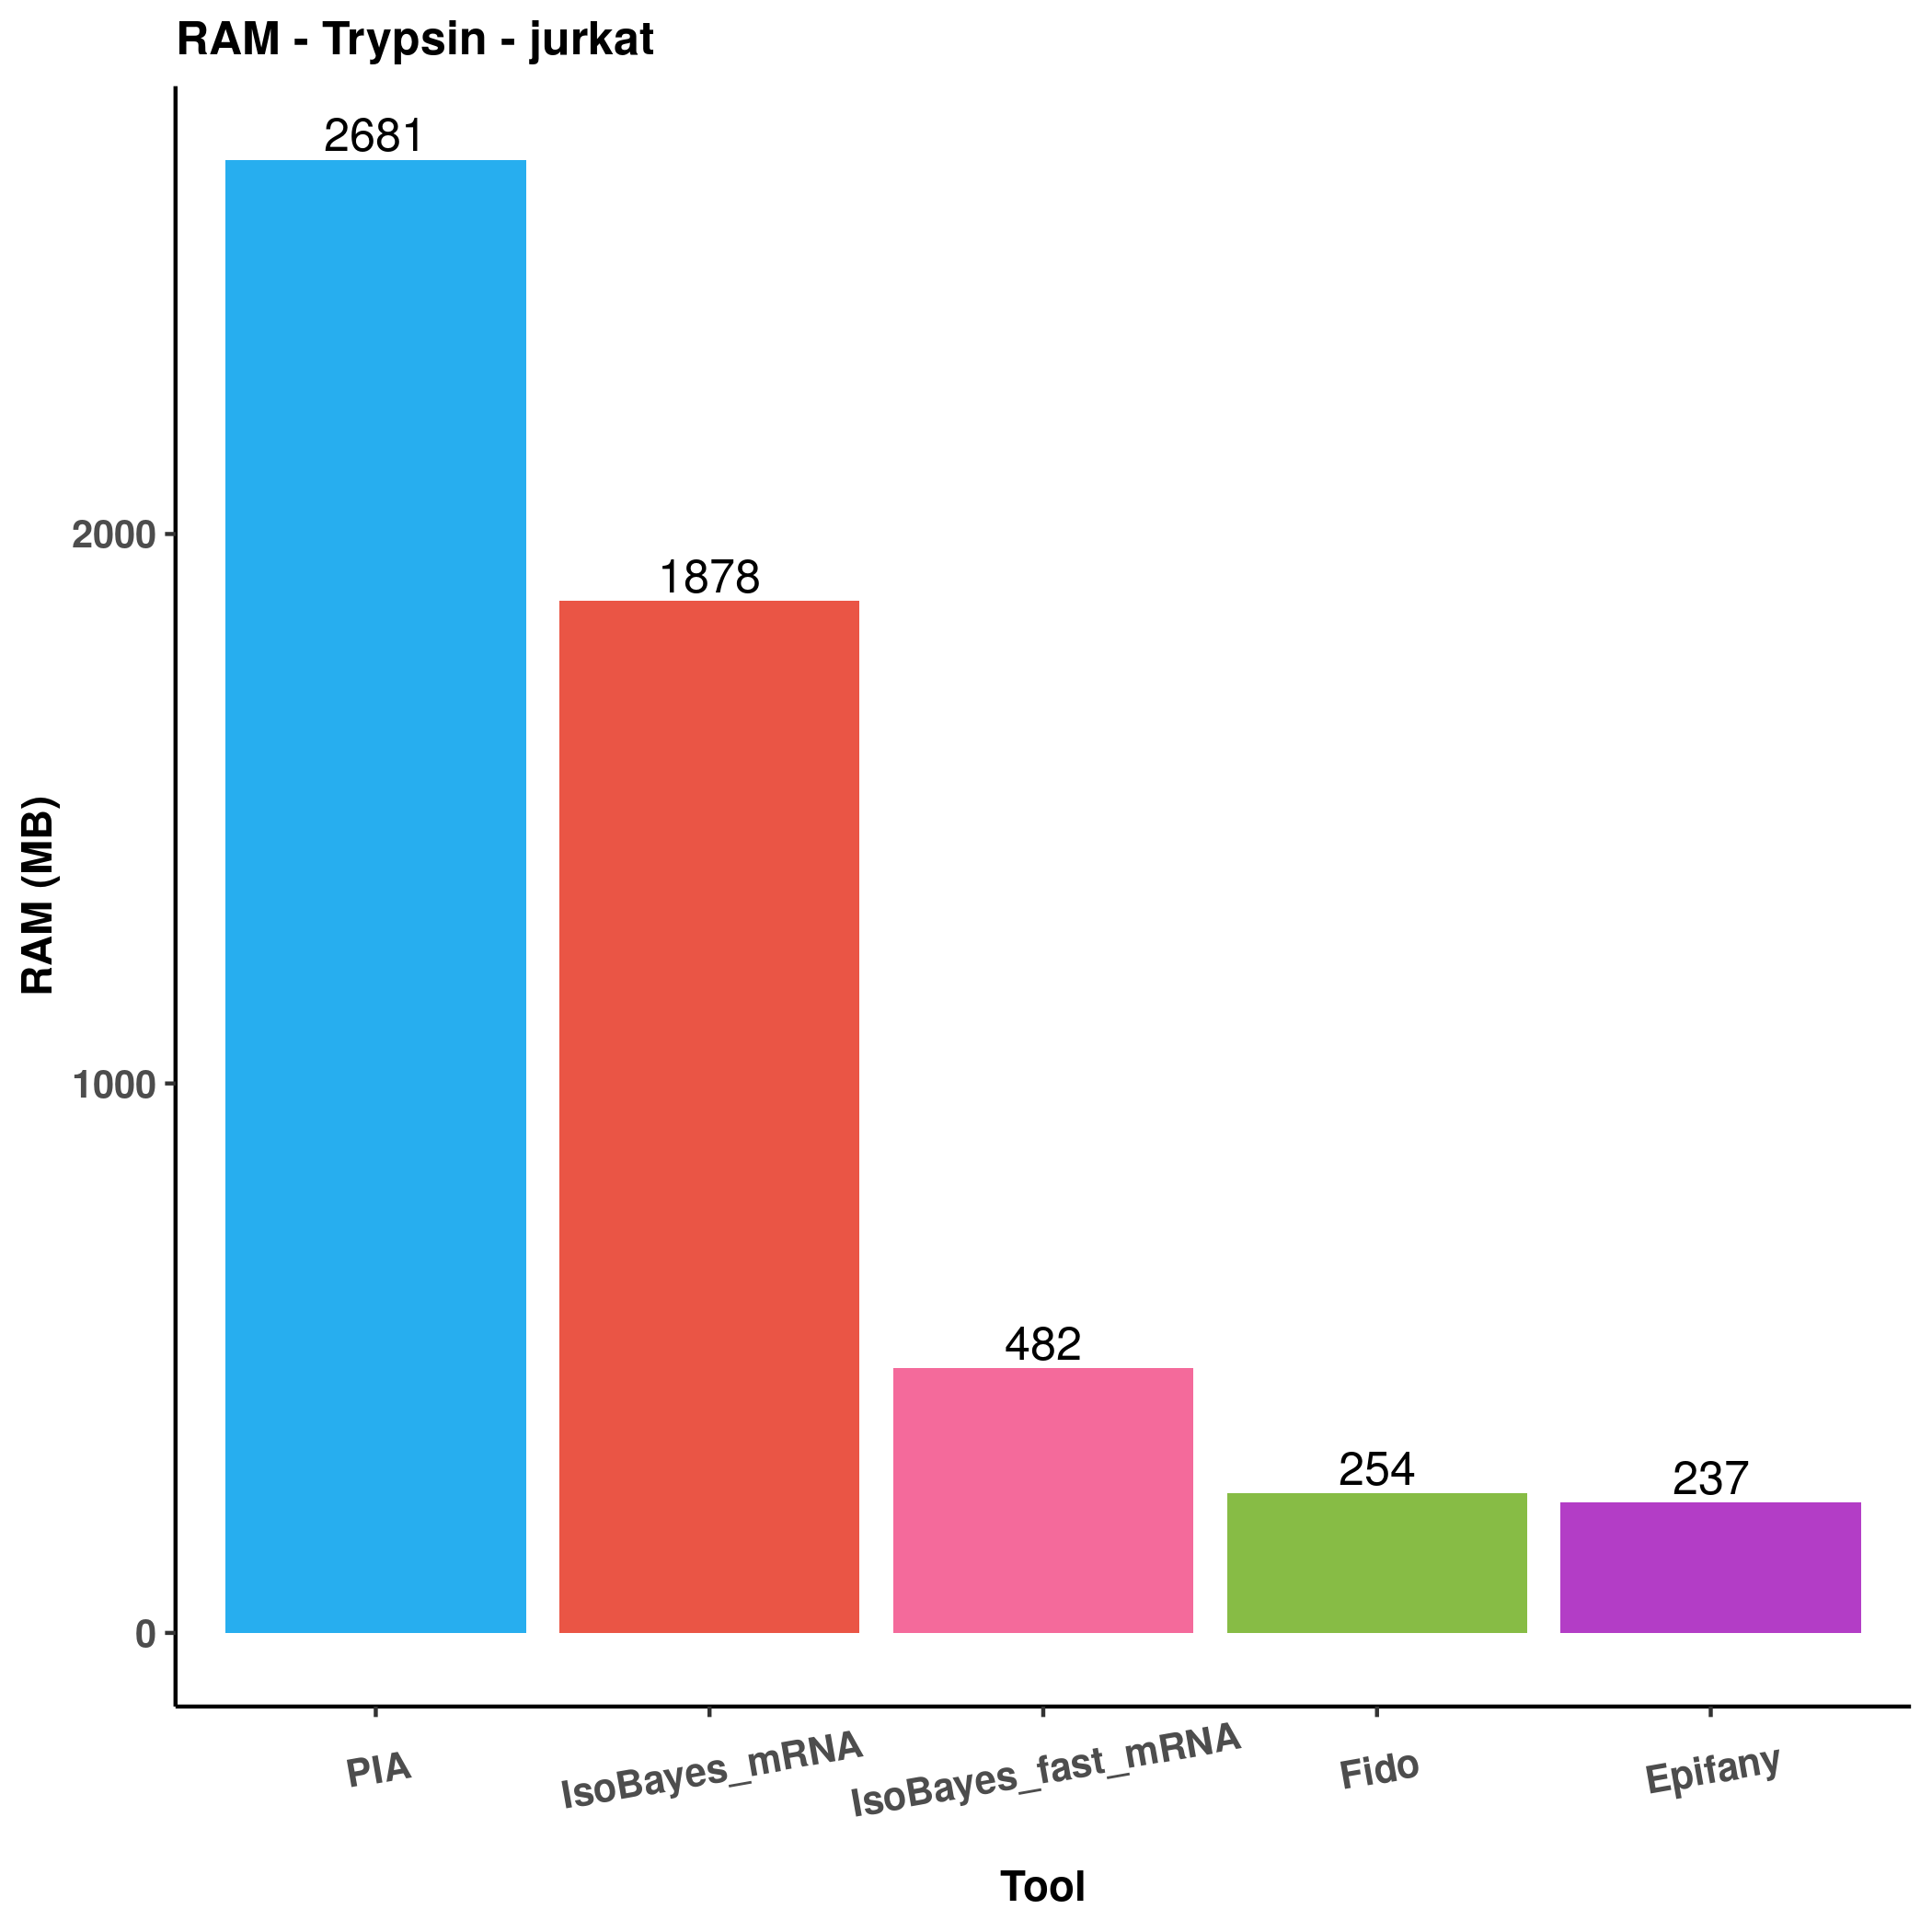 RAM - Trypsin - jurkat
2681
1878
482
254
237
2000
1000
0
RAM (MB)
PIA
IsoBayes_mRNA
IsoBayes_fast_mRNA
Fido
Epifany
Tool